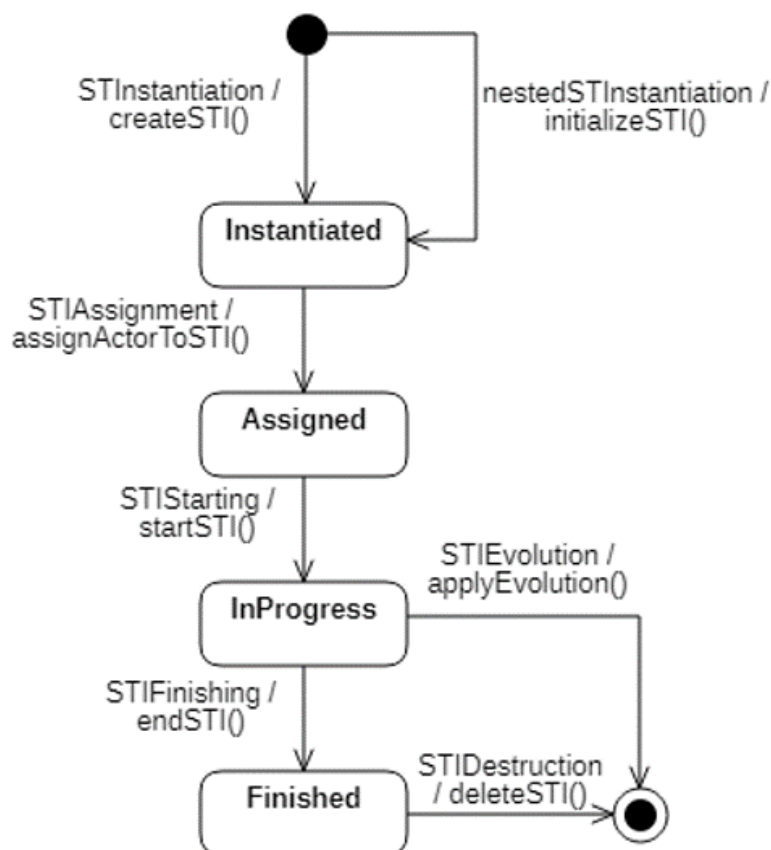 STInstantiation /
createSTI()
nestedSTInstantiation /
initializeSTI()
Instantiated
STIAssignment /
assignActorToSTI()
Assigned
STIStarting /
startSTI()
STIEvolution /
applyEvolution()
InProgress
STIFinishing /
endSTI()
STIDestruction
/ deleteSTI()
Finished